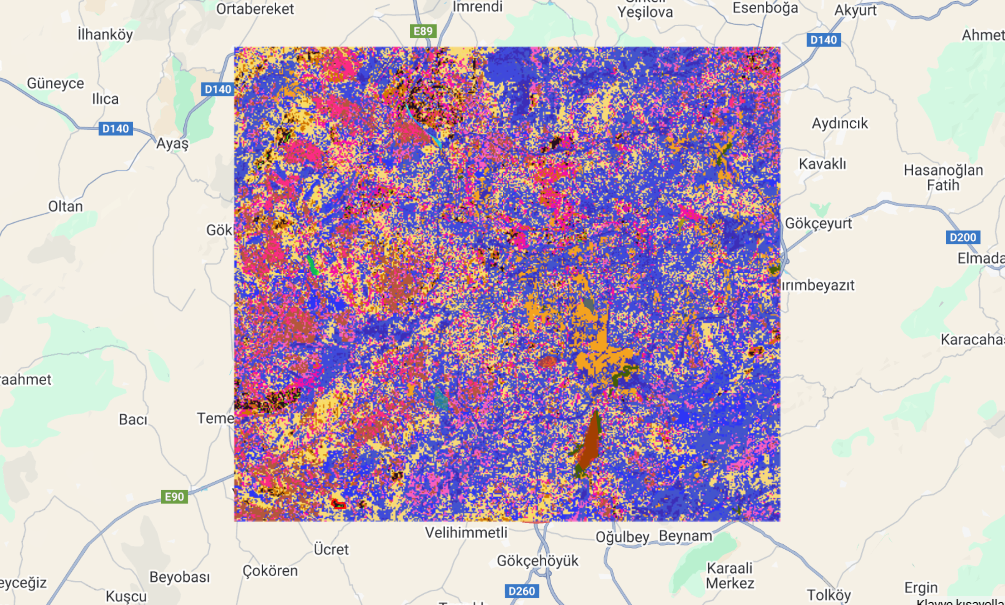 Ortabereket
İmrendi
Yeşilova
Esenboğa
Akyurt
İlhanköy
E89
D140
Ahmet
Güneyce
Ilıca
D140
D140
Ayaş
Aydıncık
Kavaklı
Hasanoğlan
Fatih
Oltan
Gök
Gökçeyurt
D200
Elmada
ırımbeyazıt
Karacahas
raahmet
Bacı
Teme
E90
Velihimmetli
Oğulbey
Beynam
Ücret
Gökçehöyük
Çokören
Beyobası
eyceğiz
Karaali
Merkez
D260
Kuşcu
Tolköy
Ergin